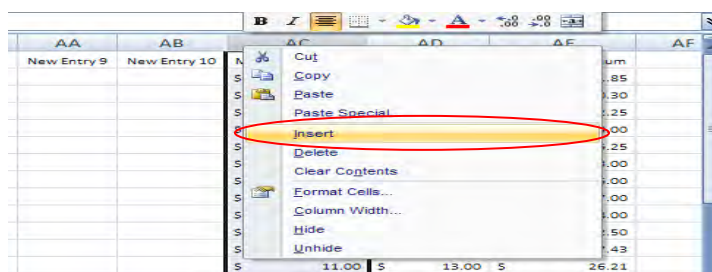 B I A .00 .00
AA AB AC AD AE AF
New Entry 9 New Entry 10
Cut
$ .85
Copy
$ .30
Paste
$ .25
Paste Special...
.00
Insert
$ .25
Delete
$ .00
Clear Contents
$ .00
Format Cells...
$ .00
Column Width...
$ .00
Hide
$ .50
Unhide
$ .43
$ 11.00 $ 13.00 $ 26.21